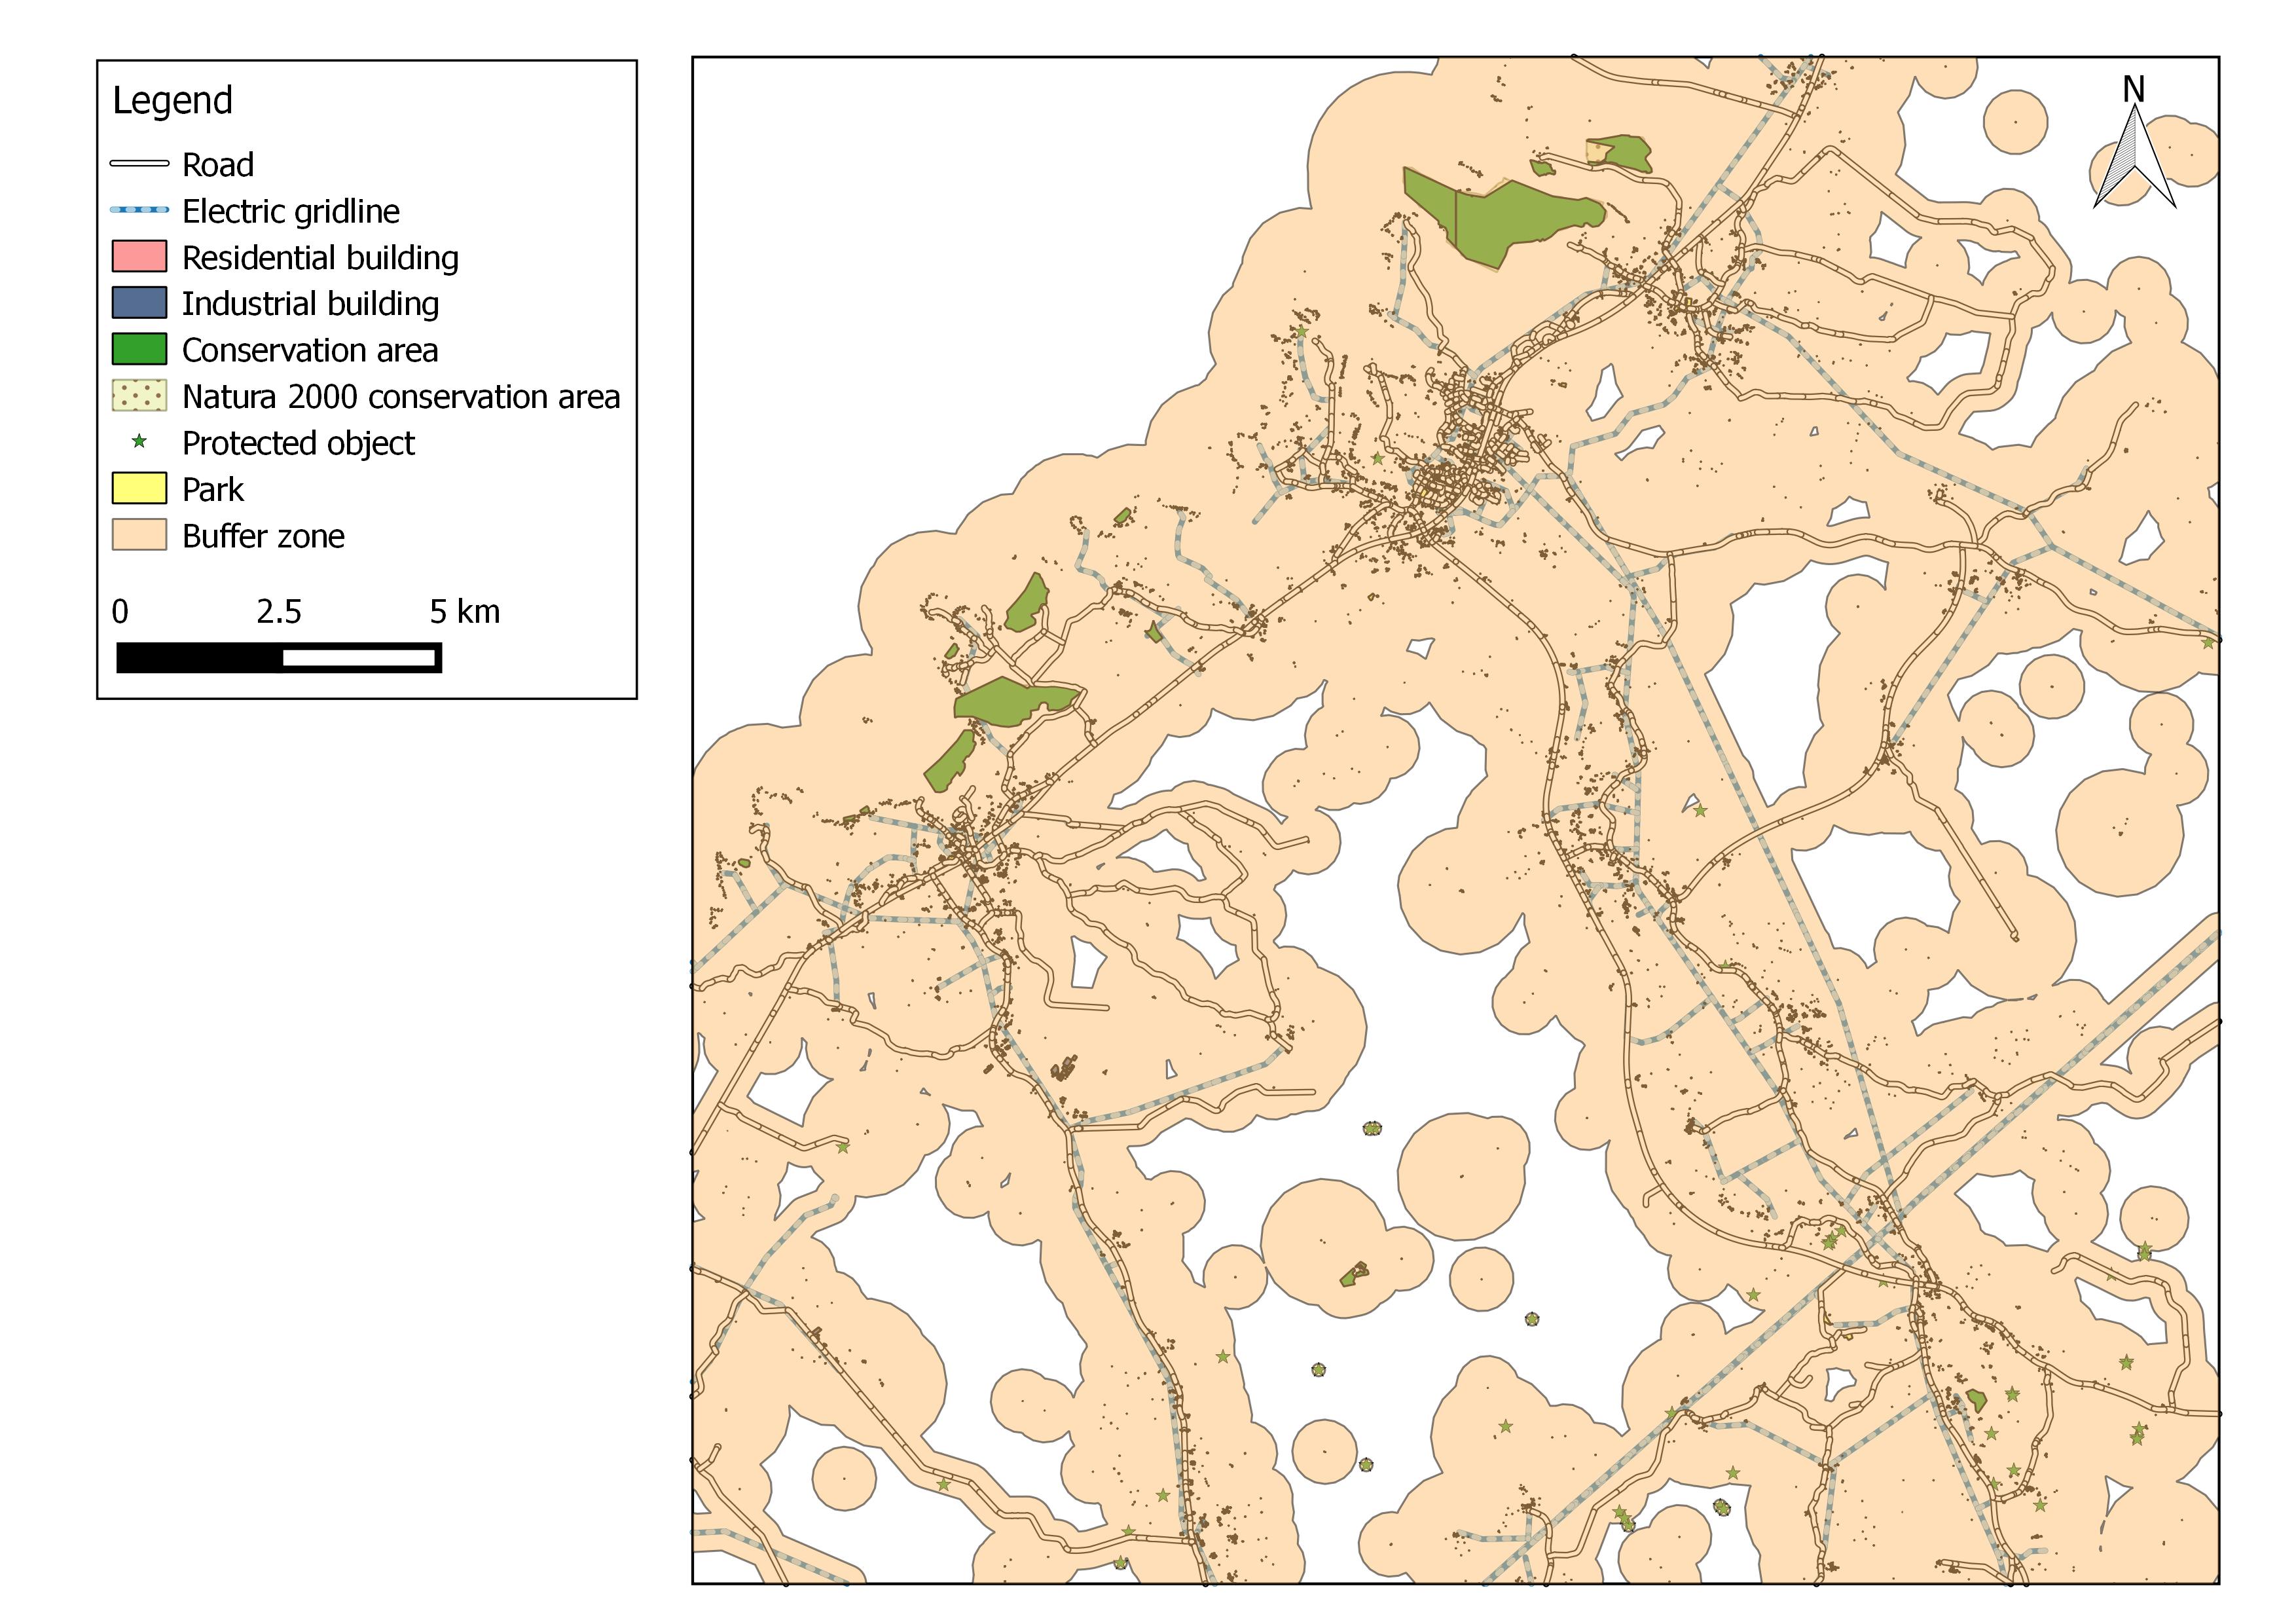 Legend
Road
Electric gridline
Residential building
Industrial building
Conservation area
Natura 2000 conservation area
Protected object
Park
Buffer zone
0 2.5 5 km
N